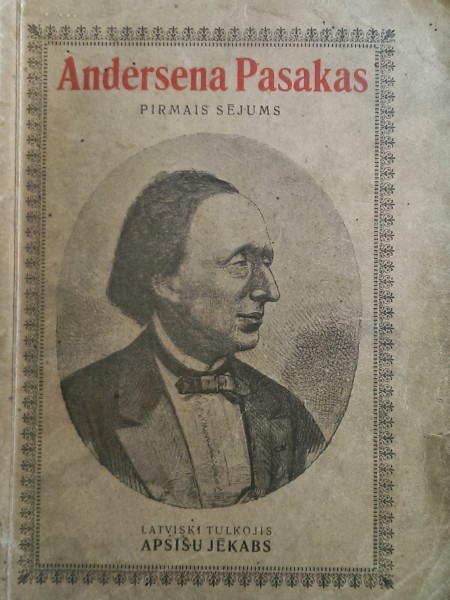 Andersena Pasakas
PIRMAIS SĒJUMS
LATVISKI TULKOJIS
APSĪŠU JĒKABS